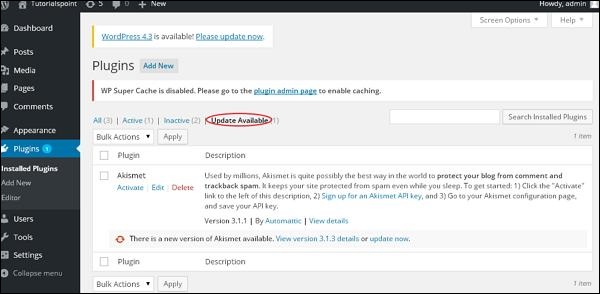 Tutorialspoint 5 0 + New Howdy, admin
Screen Options Help
Dashboard
Posts
Media
Pages
Comments
Appearance
Plugins 1
Installed Plugins
Add New
Editor
Users
Tools
Settings
Collapse menu
WordPress 4.3 is available! Please update now.
Plugins Add New
WP Super Cache is disabled. Please go to the plugin admin page to enable caching.
All (3) | Active (1) | Inactive (2) | Update Available (1)
Search Installed Plugins
Bulk Actions Apply 1 item
Plugin Description
Akismet
Activate | Edit | Delete
Used by millions, Akismet is quite possibly the best way in the world to protect your blog from comment and
trackback spam. It keeps your site protected from spam even while you sleep. To get started: 1) Click the "Activate"
link to the left of this description, 2) Sign up for an Akismet API key, and 3) Go to your Akismet configuration page,
and save your API key.
Version 3.1.1 | By Automattic | View details
There is a new version of Akismet available. View version 3.1.3 details or update now.
Plugin Description
Bulk Actions Apply 1 item